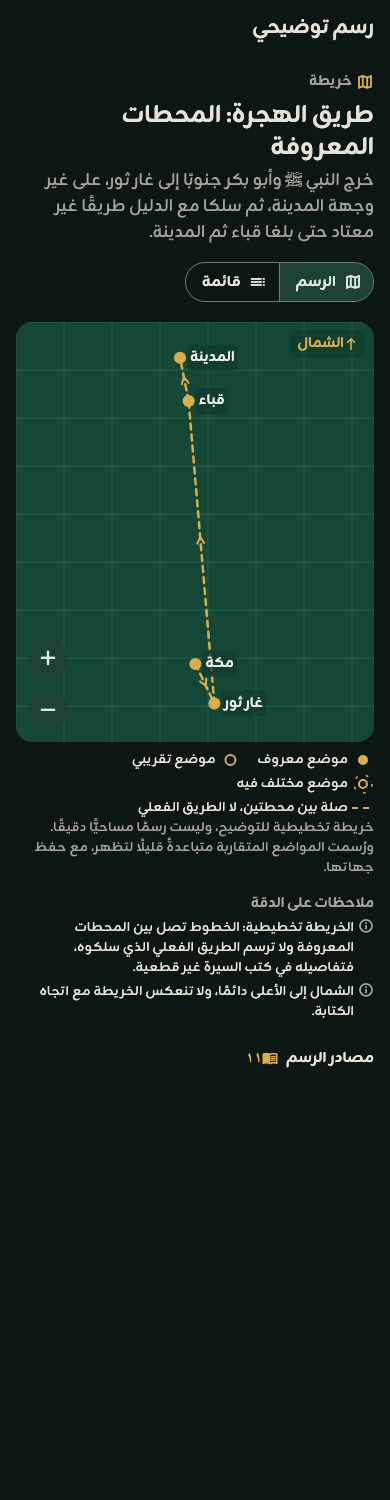 رسم توضيحي
خريطة
طريق الهجرة: المحطات
المعروفة
خرج النبي ﷺ وأبو بكر جنوبًا إلى غار ثور، على غير
وجهة المدينة، ثم سلكا مع الدليل طريقًا غير
معتاد حتى بلغا قباء ثم المدينة.
الرسم
قائمة
↑ الشمال
المدينة
قباء
مكة
غار ثور
+
−
موضع معروف
موضع تقريبي
موضع مختلف فيه
صلة بين محطتين، لا الطريق الفعلي
خريطة تخطيطية للتوضيح، وليست رسمًا مساحيًّا دقيقًا.
ورُسمت المواضع المتقاربة متباعدةً قليلًا لتظهر، مع حفظ
جهاتها.
ملاحظات على الدقة
الخريطة تخطيطية: الخطوط تصل بين المحطات
المعروفة ولا ترسم الطريق الفعلي الذي سلكوه،
فتفاصيله في كتب السيرة غير قطعية.
الشمال إلى الأعلى دائمًا، ولا تنعكس الخريطة مع اتجاه
الكتابة.
مصادر الرسم
١١